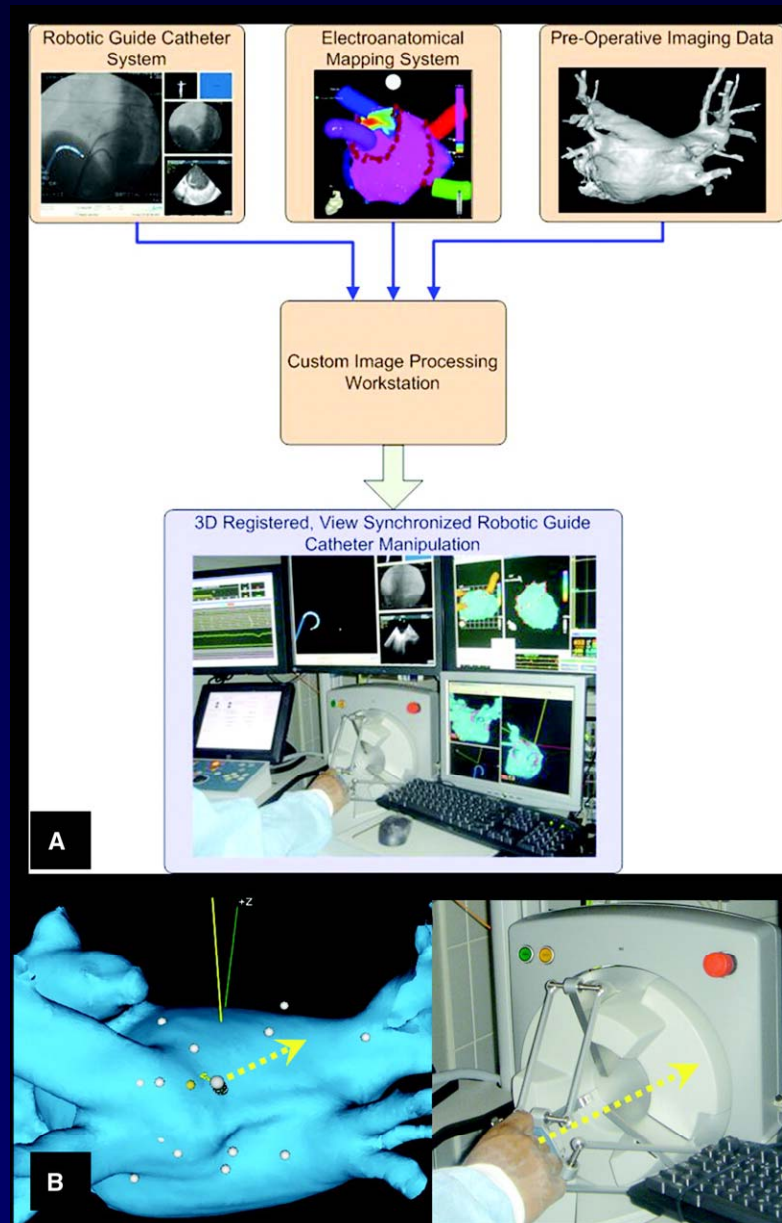 Robotic Guide Catheter
System
Electroanatomical
Mapping System
Pre-Operative Imaging Data
Custom Image Processing
Workstation
3D Registered, View Synchronized Robotic Guide
Catheter Manipulation
A
+Z
B